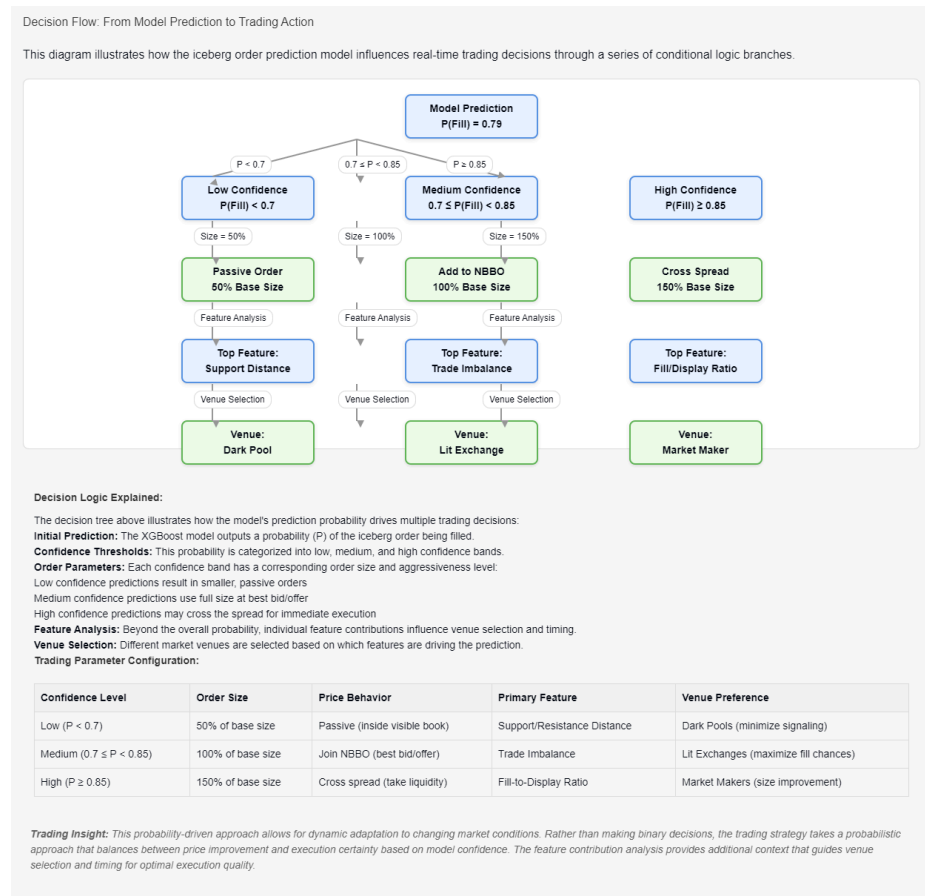 Decision Flow: From Model Prediction to Trading Action
This diagram illustrates how the iceberg order prediction model influences real-time trading decisions through a series of conditional logic branches.
Model Prediction
P(Fill) = 0.79
P < 0.7
0.7 ≤ P < 0.85
P ≥ 0.85
Low Confidence
P(Fill) < 0.7
Medium Confidence
0.7 ≤ P(Fill) < 0.85
High Confidence
P(Fill) ≥ 0.85
Size = 50%
Size = 100%
Size = 150%
Passive Order
50% Base Size
Add to NBBO
100% Base Size
Cross Spread
150% Base Size
Feature Analysis
Feature Analysis
Feature Analysis
Top Feature:
Support Distance
Top Feature:
Trade Imbalance
Top Feature:
Fill/Display Ratio
Venue Selection
Venue Selection
Venue Selection
Venue:
Dark Pool
Venue:
Lit Exchange
Venue:
Market Maker
Decision Logic Explained:
The decision tree above illustrates how the model's prediction probability drives multiple trading decisions:
Initial Prediction: The XGBoost model outputs a probability (P) of the iceberg order being filled.
Confidence Thresholds: This probability is categorized into low, medium, and high confidence bands.
Order Parameters: Each confidence band has a corresponding order size and aggressiveness level:
Low confidence predictions result in smaller, passive orders
Medium confidence predictions use full size at best bid/offer
High confidence predictions may cross the spread for immediate execution
Feature Analysis: Beyond the overall probability, individual feature contributions influence venue selection and timing.
Venue Selection: Different market venues are selected based on which features are driving the prediction.
Trading Parameter Configuration:
Confidence Level Order Size Price Behavior Primary Feature Venue Preference
Low (P < 0.7) 50% of base size Passive (inside visible book) Support/Resistance Distance Dark Pools (minimize signaling)
Medium (0.7 ≤ P < 0.85) 100% of base size Join NBBO (best bid/offer) Trade Imbalance Lit Exchanges (maximize fill chances)
High (P ≥ 0.85) 150% of base size Cross spread (take liquidity) Fill-to-Display Ratio Market Makers (size improvement)
Trading Insight: This probability-driven approach allows for dynamic adaptation to changing market conditions. Rather than making binary decisions, the trading strategy takes a probabilistic
approach that balances between price improvement and execution certainty based on model confidence. The feature contribution analysis provides additional context that guides venue
selection and timing for optimal execution quality.